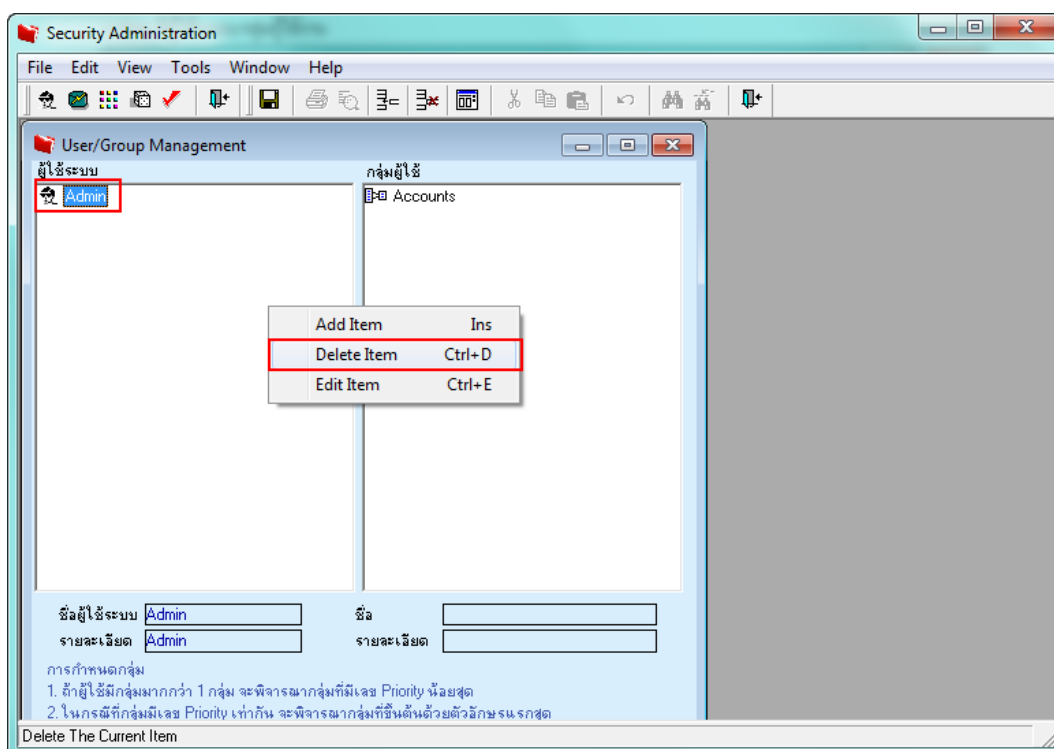 Security Administration
File Edit View Tools Window Help
User/Group Management
ผู้ใช้ระบบ กลุ่มผู้ใช้
Admin Accounts
Add Item Ins
Delete Item Ctrl+D
Edit Item Ctrl+E
ชื่อผู้ใช้ระบบ Admin ชื่อ
รายละเอียด Admin รายละเอียด
การกำหนดกลุ่ม
1. ถ้าผู้ใช้มีกลุ่มมากกว่า 1 กลุ่ม จะพิจารณากลุ่มที่มีเลข Priority น้อยสุด
2. ในกรณีที่กลุ่มมีเลข Priority เท่ากัน จะพิจารณากลุ่มที่ขึ้นต้นด้วยตัวอักษรแรกสุด
Delete The Current Item